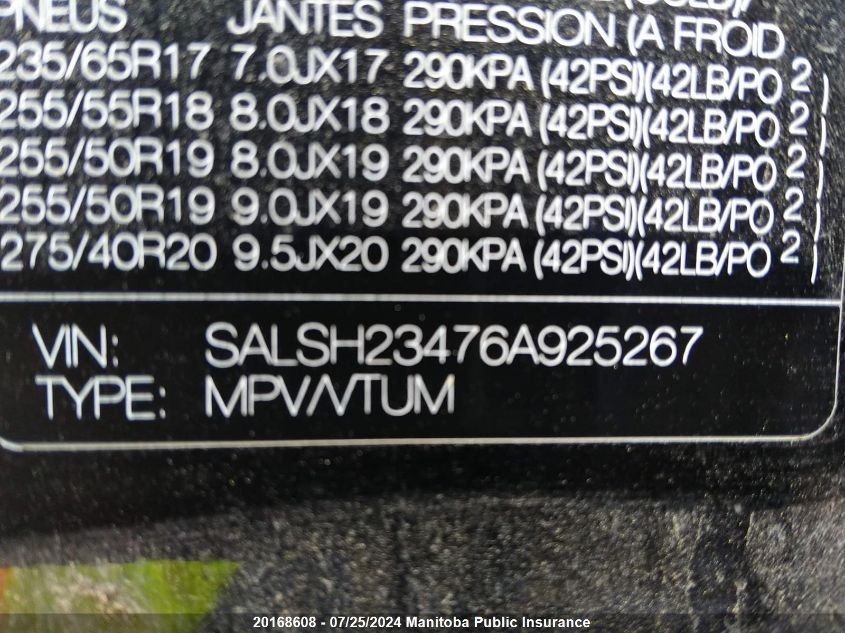 PNEUS JANTES PRESSION (A FROID
235/65R17 7.0JX17 290KPA (42PSI)(42LB/PO 2)
255/55R18 8.0JX18 290KPA (42PSI)(42LB/PO 2)
255/50R19 8.0JX19 290KPA (42PSI)(42LB/PO 2)
255/50R19 9.0JX19 290KPA (42PSI)(42LB/PO 2)
275/40R20 9.5JX20 290KPA (42PSI)(42LB/PO 2)
VIN: SALSH23476A925267
TYPE: MPV/VTUM
20168608 - 07/25/2024 Manitoba Public Insurance